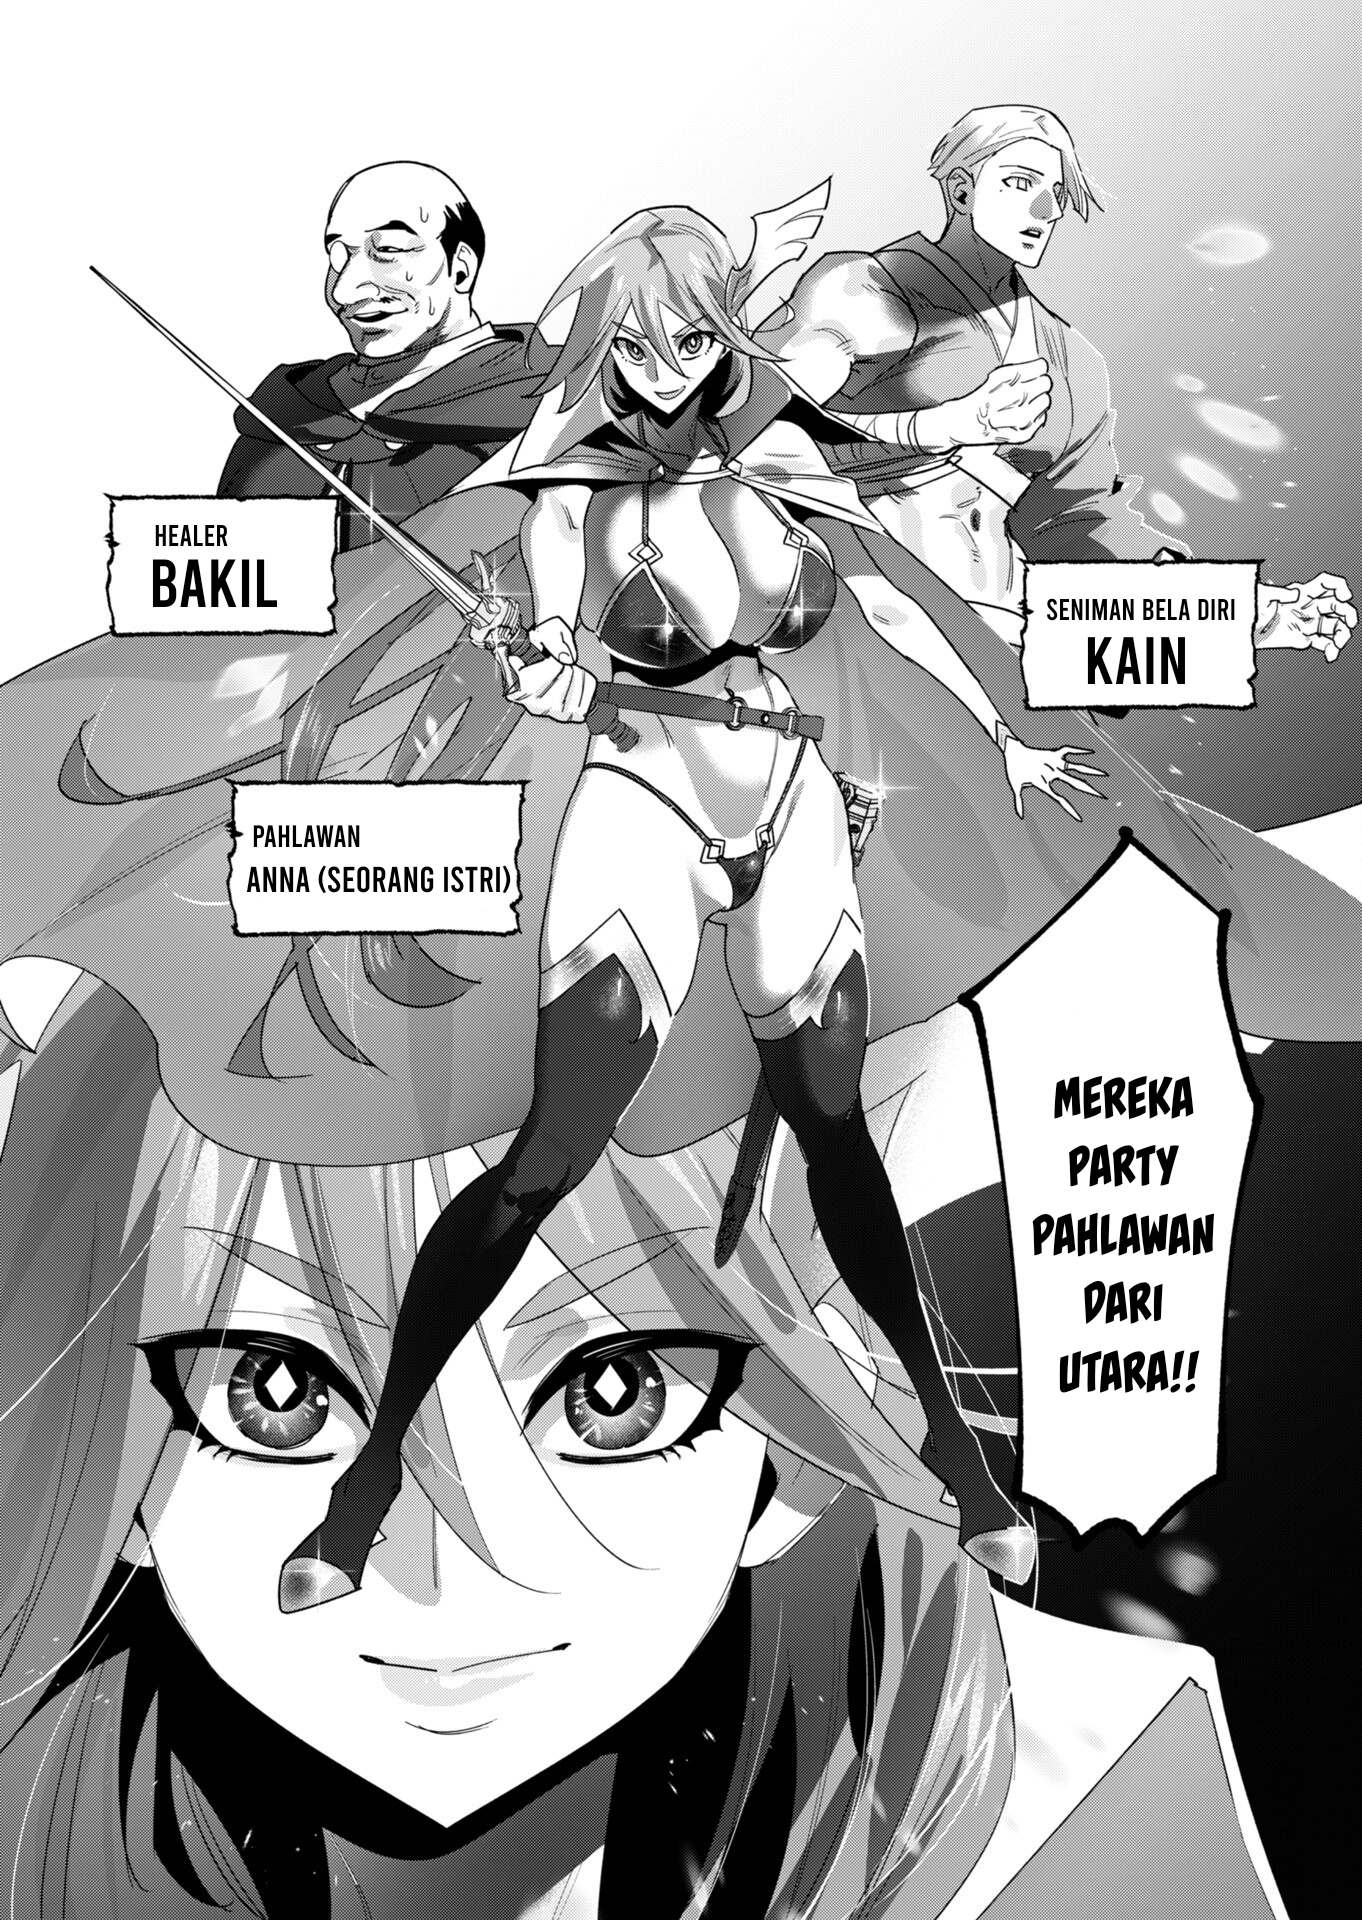 HEALER
BAKIL
SENIMAN BELA DIRI
KAIN
PAHLAWAN
ANNA (SEORANG ISTRI)
MEREKA
PARTY
PAHLAWAN
DARI
UTARA!!